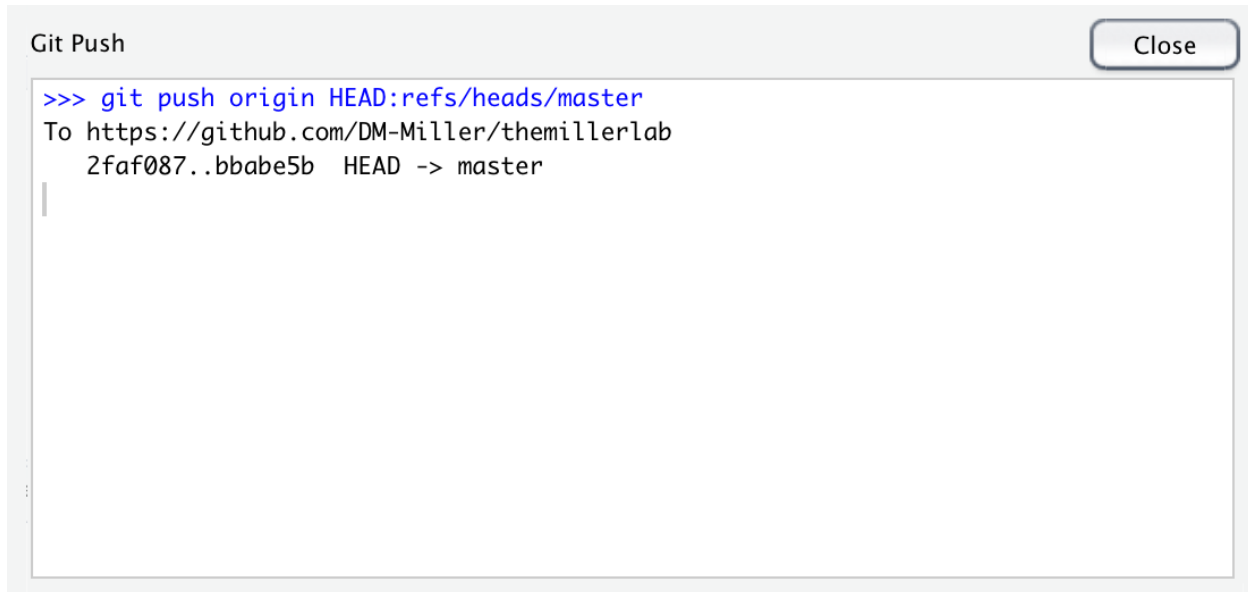 Git Push
Close
>>> git push origin HEAD:refs/heads/master
To https://github.com/DM-Miller/themillerlab
   2faf087..bbabe5b  HEAD -> master